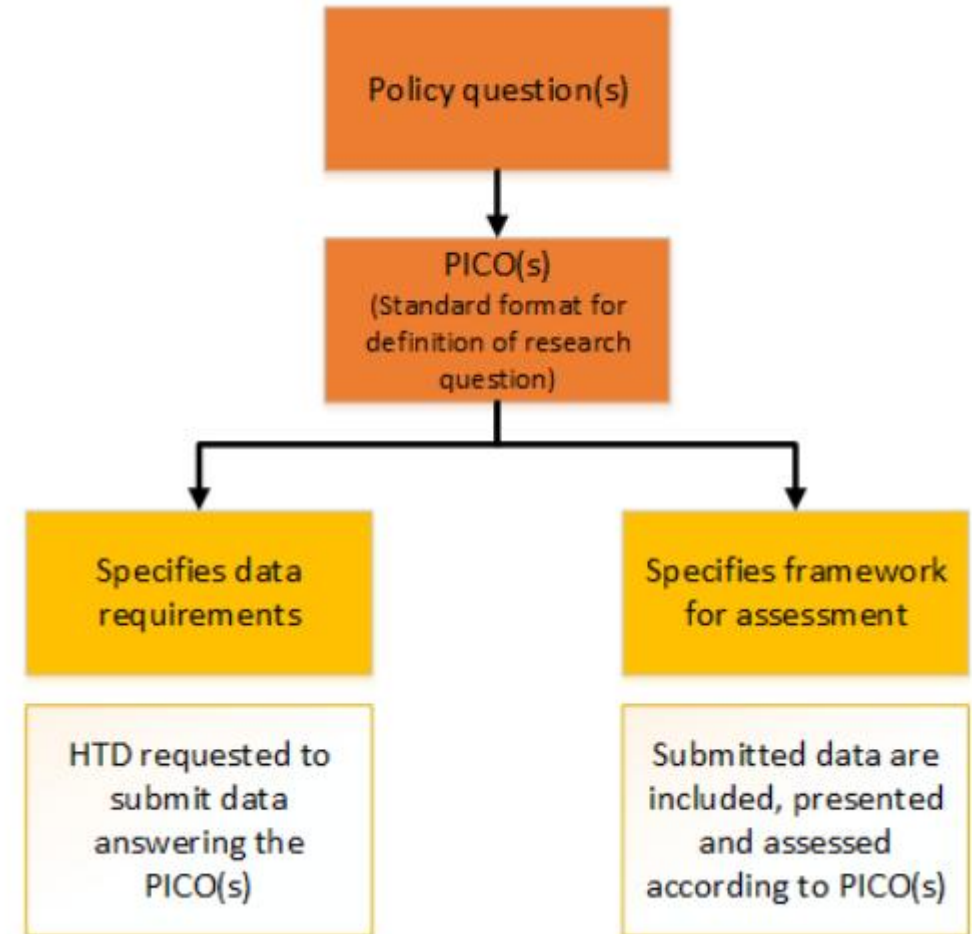 Policy question(s)
PICO(s)
(Standard format for
definition of research
question)
Specifies data
requirements
Specifies framework
for assessment
HTD requested to
submit data
answering the
PICO(s)
Submitted data are
included, presented
and assessed
according to PICO(s)